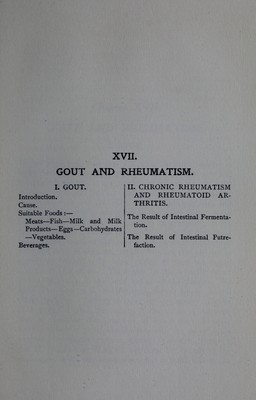 XVII.
GOUT AND RHEUMATISM.
I. GOUT.
Introduction.
Cause.
Suitable Foods :—
Meats—Fish—Milk and Milk
Products—Eggs—Carbohydrates
—Vegetables.
Beverages.
II. CHRONIC RHEUMATISM
AND RHEUMATOID AR-
THRITIS.
The Result of Intestinal Fermenta-
tion.
The Result of Intestinal Putre-
faction.